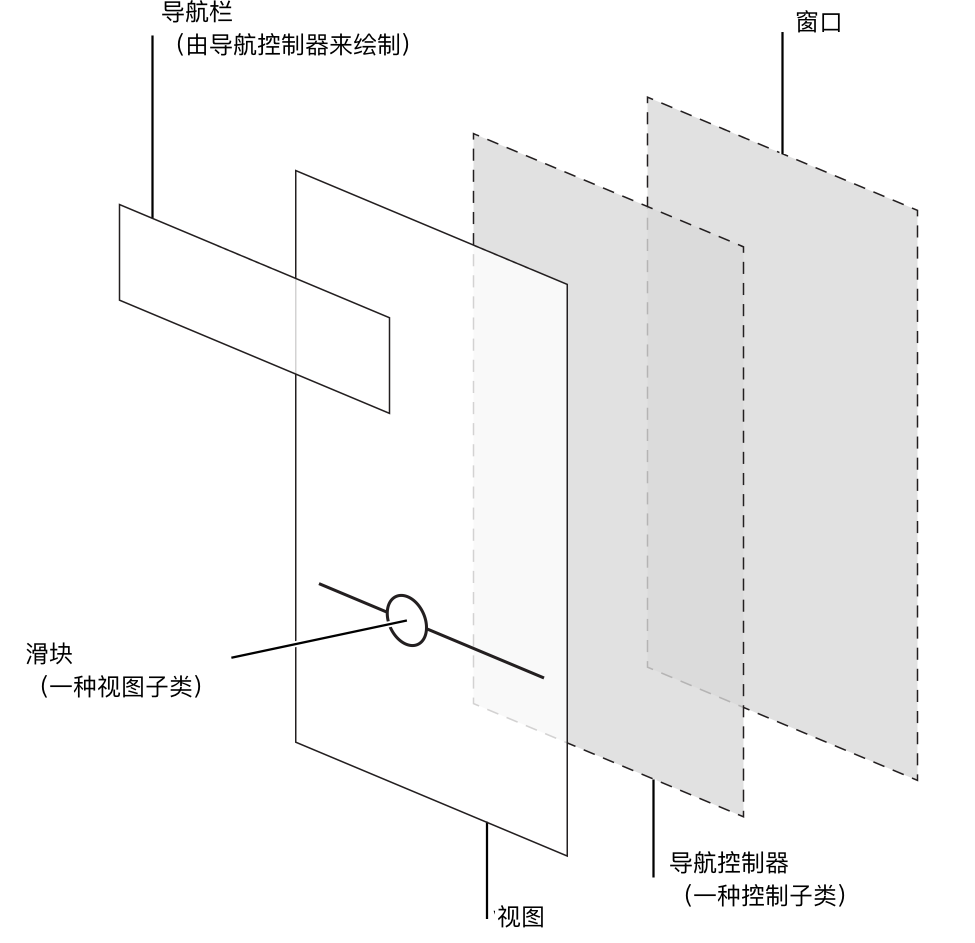 导航栏
（由导航控制器来绘制）
窗口
滑块
（一种视图子类）
导航控制器
（一种控制子类）
视图